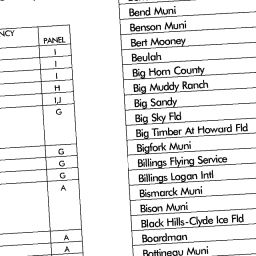 NCY
PANEL
I
I
I
H
I,J
G
G
G
G
A
A
A
Bend Muni
Benson Muni
Bert Mooney
Beulah
Big Horn County
Big Muddy Ranch
Big Sandy
Big Sky Fld
Big Timber At Howard Fld
Bigfork Muni
Billings Flying Service
Billings Logan Intl
Bismarck Muni
Bison Muni
Black Hills-Clyde Ice Fld
Boardman
Bottineau Muni